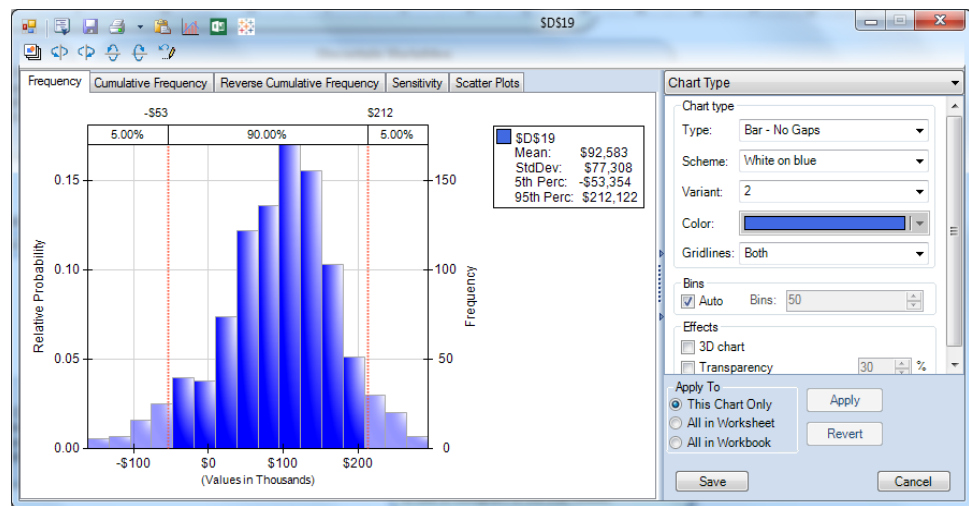 $D$19
Frequency Cumulative Frequency Reverse Cumulative Frequency Sensitivity Scatter Plots
-$53 $212
5.00% 90.00% 5.00%
0.15
0.10
0.05
0.00
Relative Probability
150
100
50
0
Frequency
-$100 $0 $100 $200
(Values in Thousands)
$D$19
Mean: $92,583
StdDev: $77,308
5th Perc: -$53,354
95th Perc: $212,122
Chart Type
Chart type
Type: Bar - No Gaps
Scheme: White on blue
Variant: 2
Color:
Gridlines: Both
Bins
Auto Bins: 50
Effects
3D chart
Transparency 30 %
Apply To
This Chart Only
All in Worksheet
All in Workbook
Apply
Revert
Save Cancel